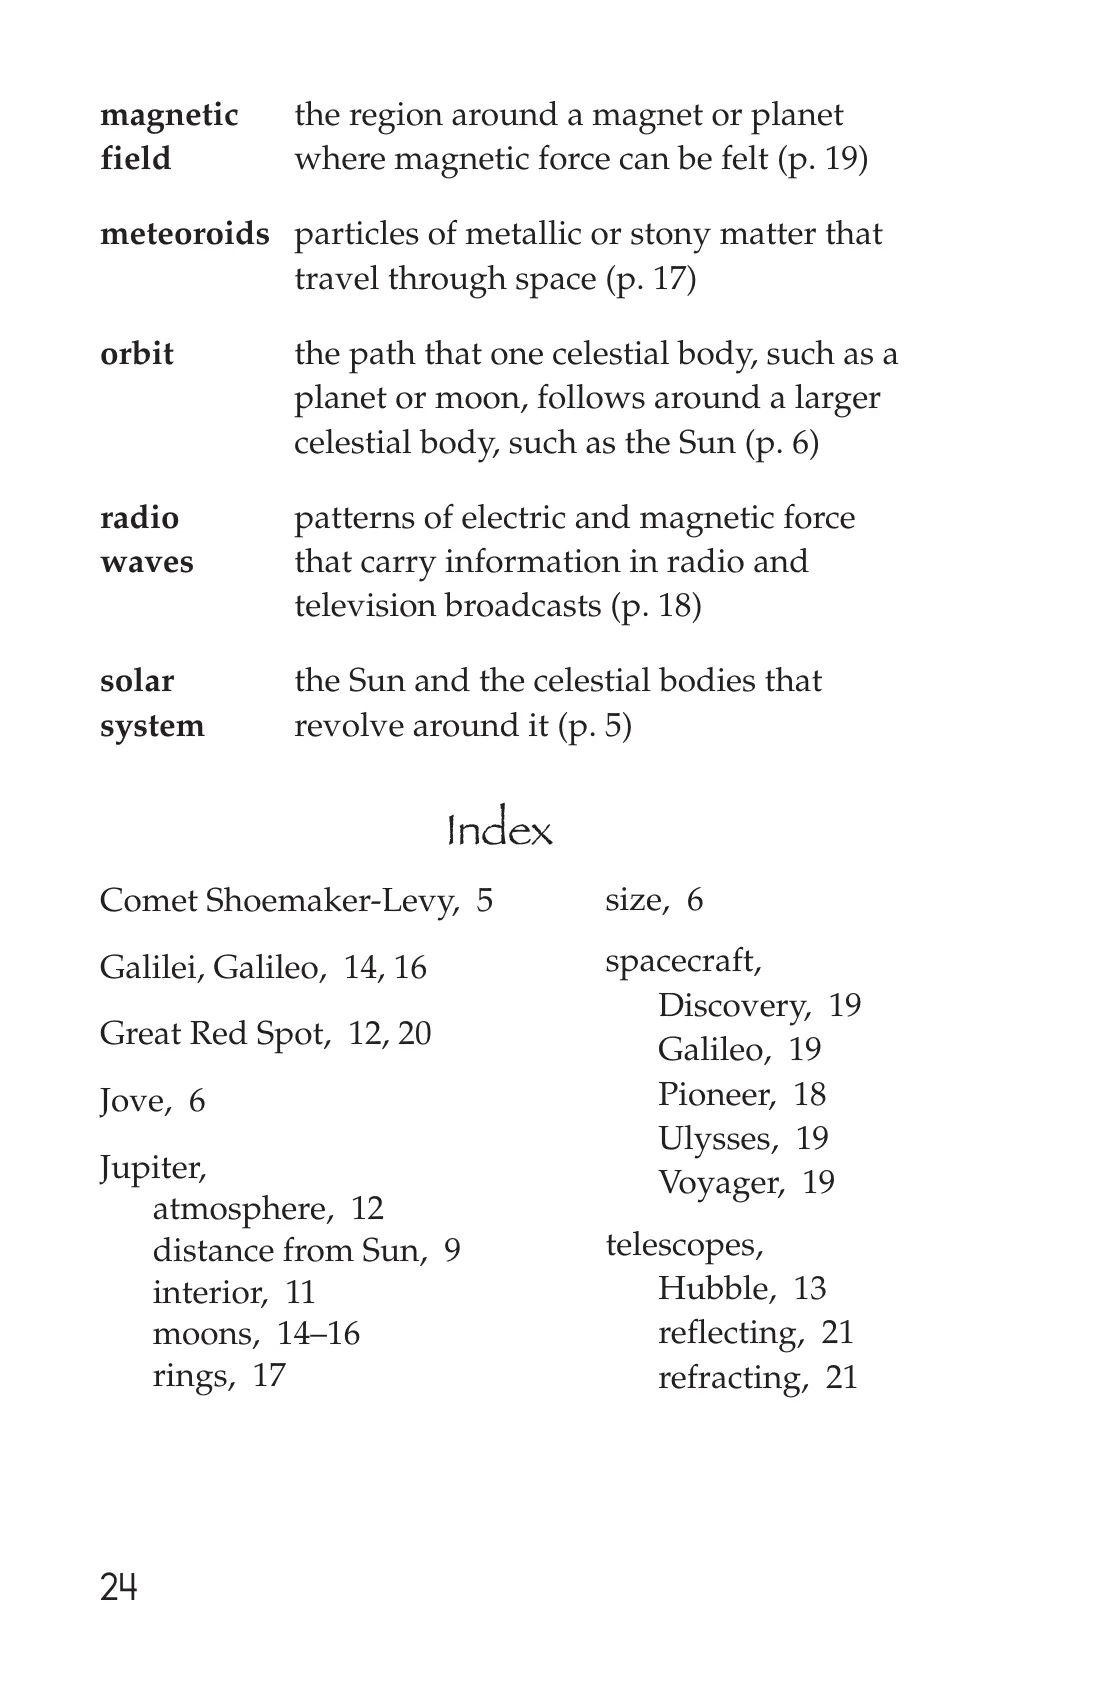 magnetic the region around a magnet or planet
field where magnetic force can be felt (p. 19)
meteoroids particles of metallic or stony matter that
travel through space (p. 17)
orbit the path that one celestial body, such as a
planet or moon, follows around a larger
celestial body, such as the Sun (p. 6)
radio patterns of electric and magnetic force
waves that carry information in radio and
television broadcasts (p. 18)
solar the Sun and the celestial bodies that
system revolve around it (p. 5)
Index
Comet Shoemaker-Levy, 5
Galilei, Galileo, 14, 16
Great Red Spot, 12, 20
Jove, 6
Jupiter,
atmosphere, 12
distance from Sun, 9
interior, 11
moons, 14–16
rings, 17
size, 6
spacecraft,
Discovery, 19
Galileo, 19
Pioneer, 18
Ulysses, 19
Voyager, 19
telescopes,
Hubble, 13
reflecting, 21
refracting, 21
24